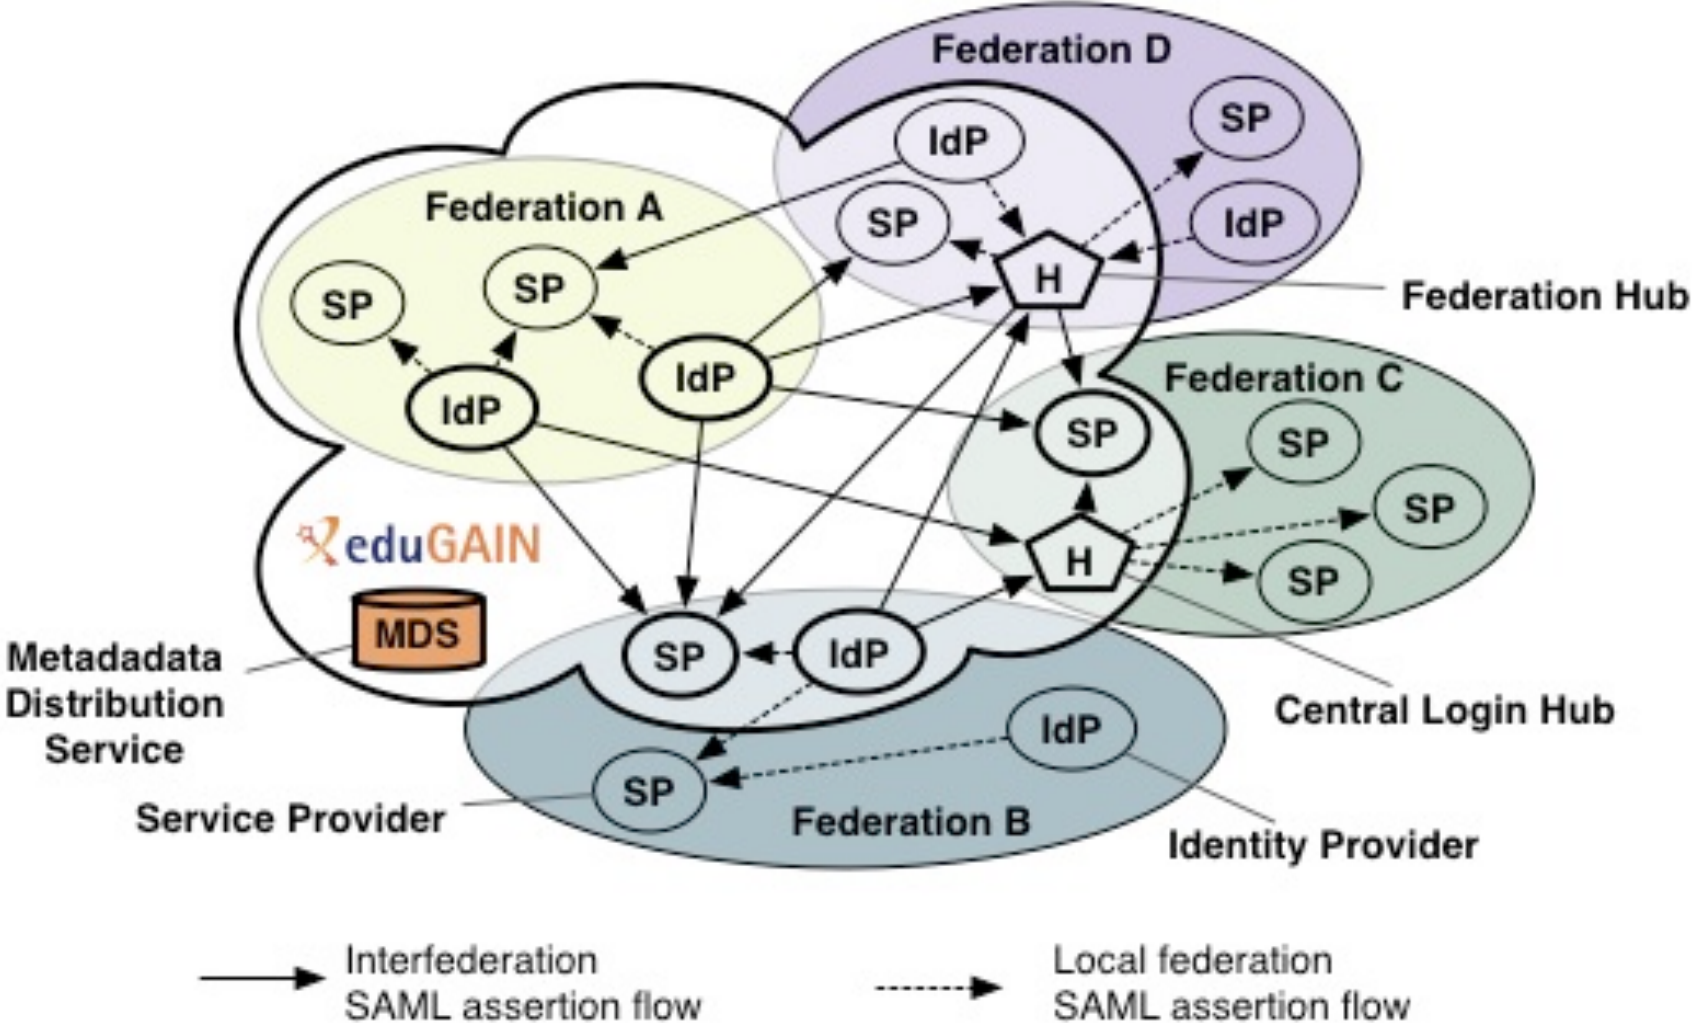 Federation D
IdP
SP
SP
IdP
H
Federation Hub
Federation A
SP
SP
IdP
IdP
Federation C
SP
SP
SP
SP
H
eduGAIN
MDS
Metadadata
Distribution
Service
SP
IdP
Central Login Hub
IdP
SP
Service Provider
Federation B
Identity Provider
Interfederation
SAML assertion flow
Local federation
SAML assertion flow